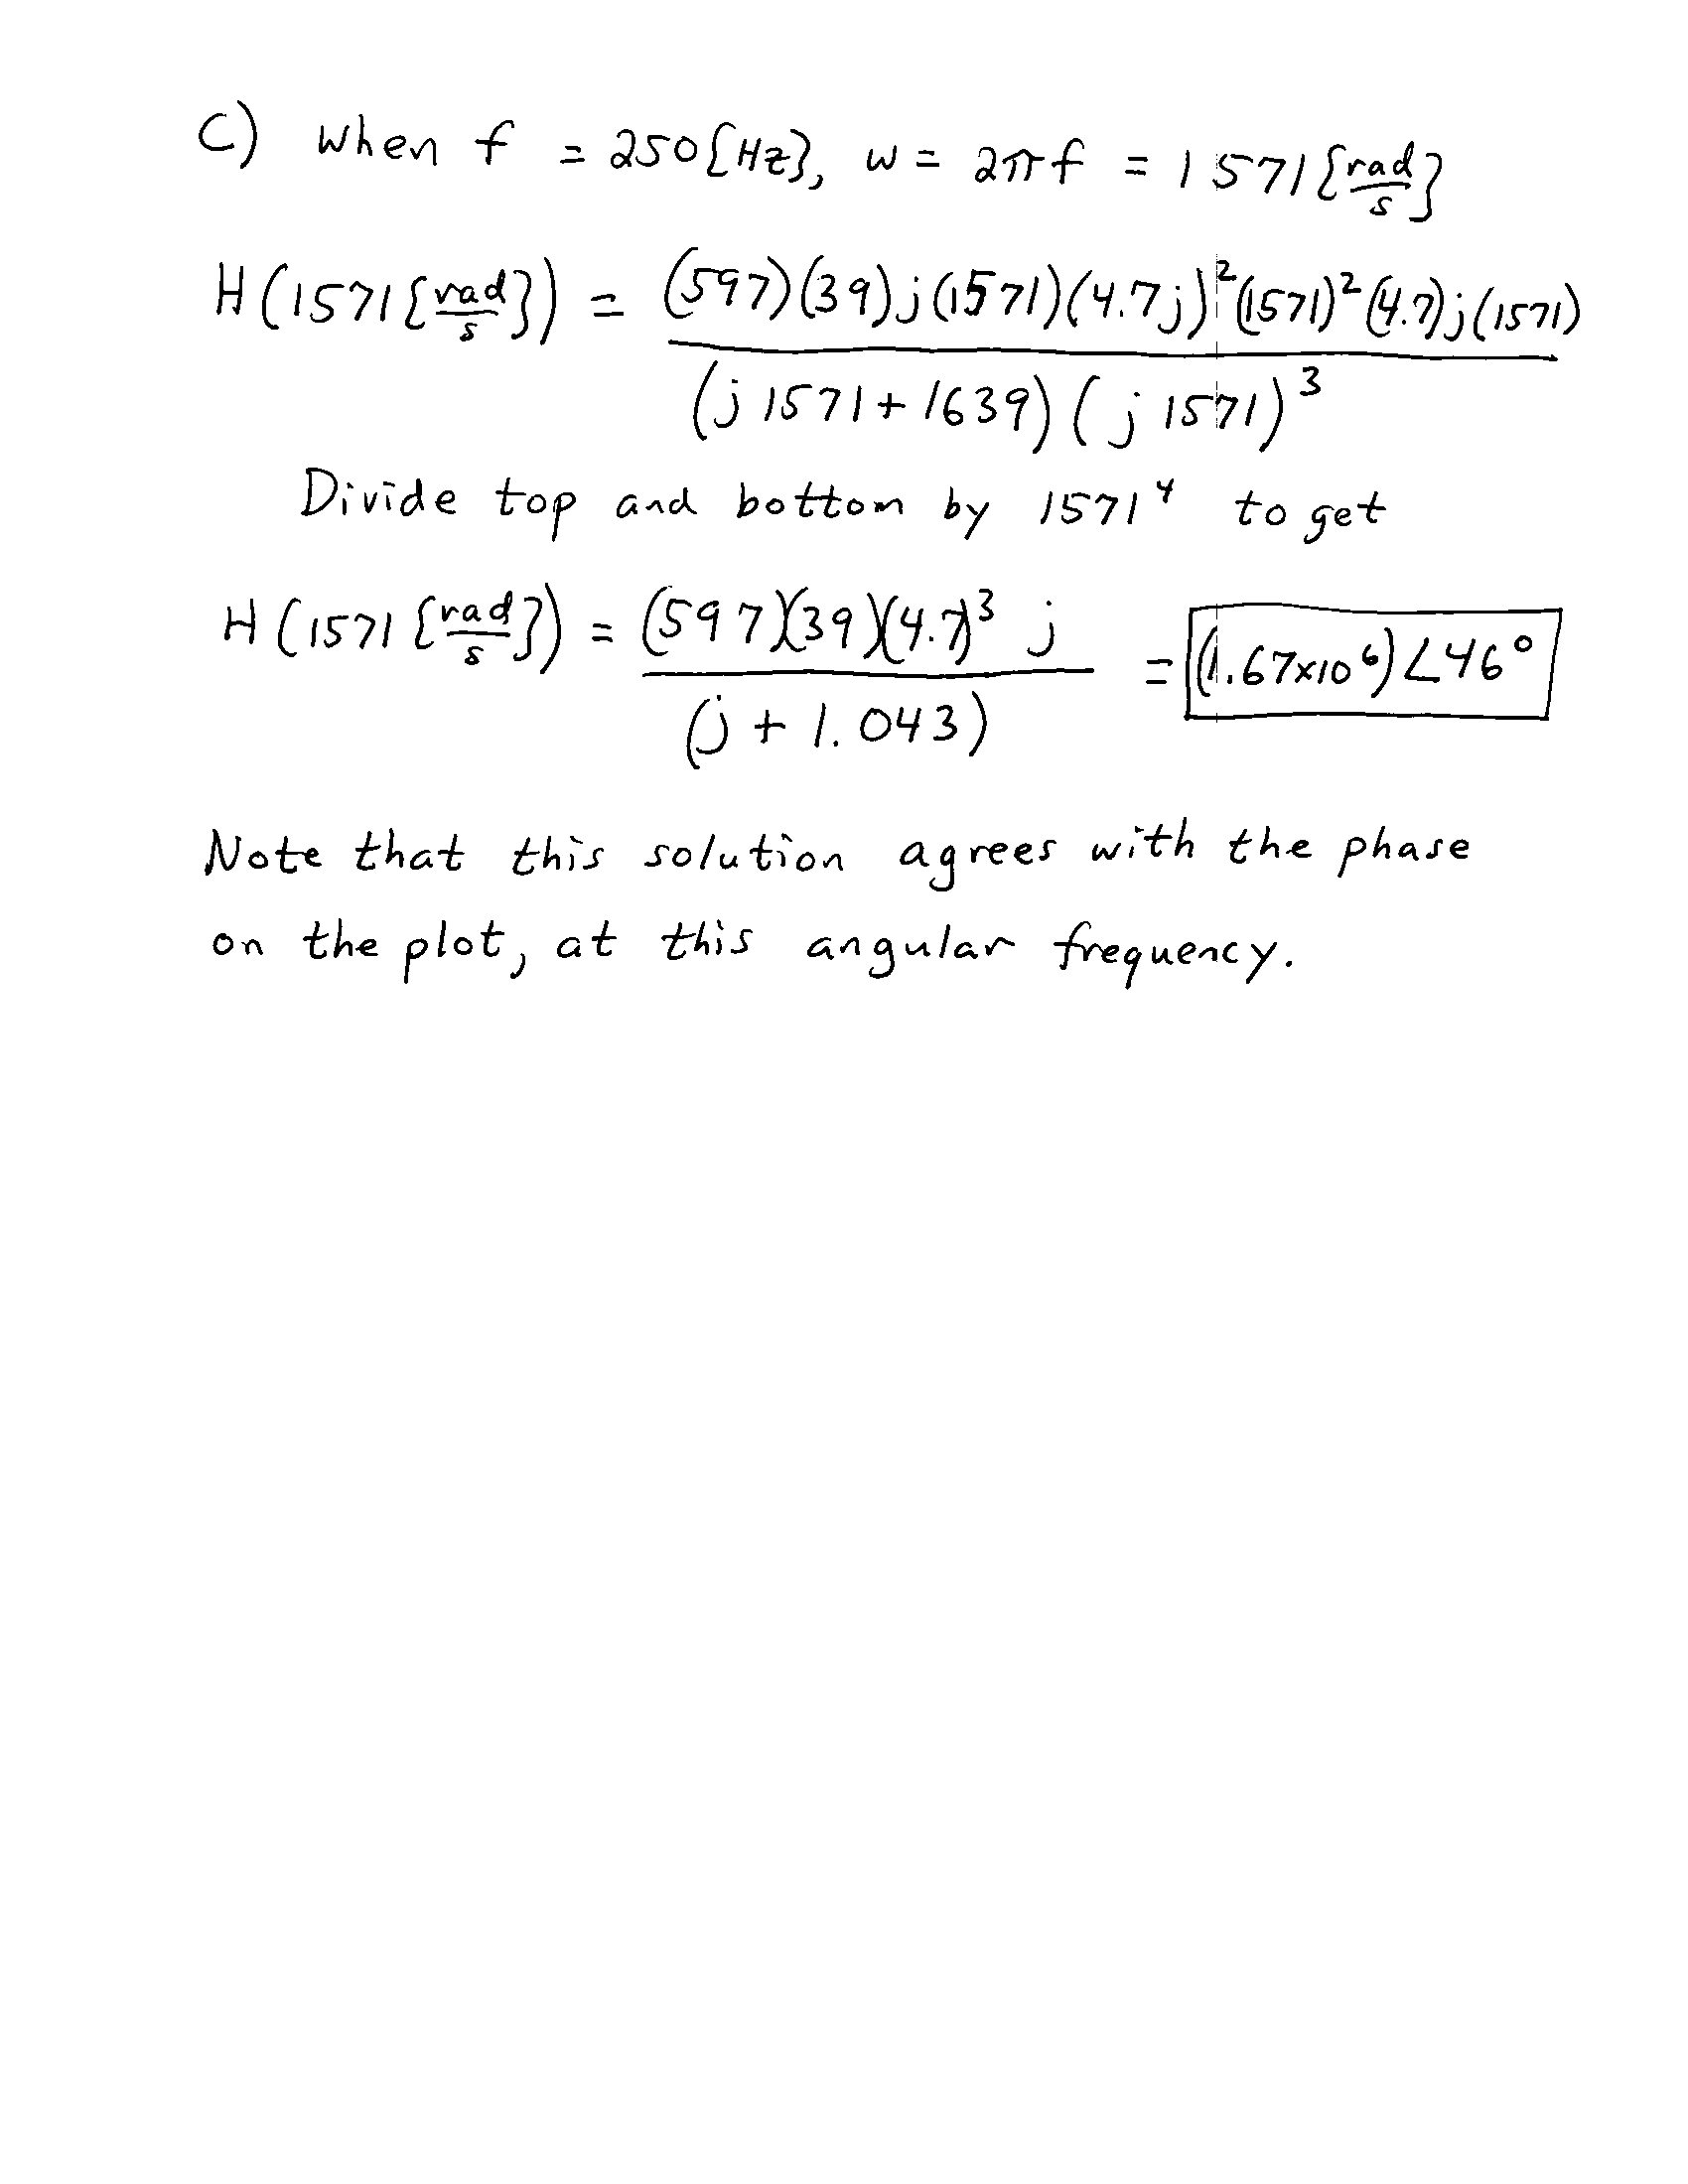 C) when f = 250{Hz}, w = 2πf = 1571{rad/s}
H(1571{rad/s}) = (597)(39)j(1571)(4.7j)²(1571)²(4.7)j(1571) / (j1571+1639)(j1571)³
Divide top and bottom by 1571⁴ to get
H(1571{rad/s}) = (597)(39)(4.7)³ j / (j + 1.043) = (1.67x10⁶)∠46°
Note that this solution agrees with the phase
on the plot, at this angular frequency.